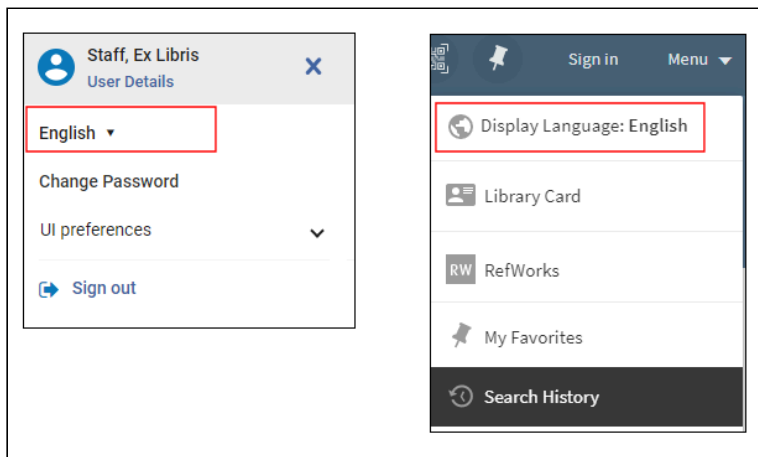 Staff, Ex Libris
User Details
English
Change Password
UI preferences
Sign out
Sign in Menu
Display Language: English
Library Card
RW RefWorks
My Favorites
Search History